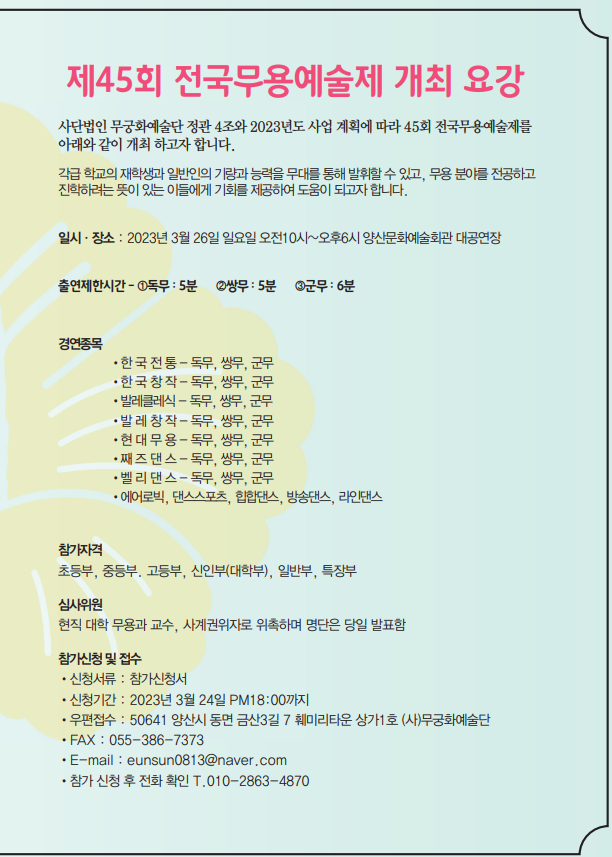 제45회 전국무용예술제 개최 요강
사단법인 무궁화예술단 정관 4조와 2023년도 사업 계획에 따라 45회 전국무용예술제를
아래와 같이 개최 하고자 합니다.
각급 학교의 재학생과 일반인의 기량과 능력을 무대를 통해 발휘할 수 있고, 무용 분야를 전공하고
진학하려는 뜻이 있는 이들에게 기회를 제공하여 도움이 되고자 합니다.
일시·장소 : 2023년 3월 26일 일요일 오전10시~오후6시 양산문화예술회관 대공연장
출연제한시간 - ①독무 : 5분 ②쌍무 : 5분 ③군무 : 6분
경연종목
• 한 국 전 통 - 독무, 쌍무, 군무
• 한 국 창 작 - 독무, 쌍무, 군무
• 발레클레식 - 독무, 쌍무, 군무
• 발 레 창 작 - 독무, 쌍무, 군무
• 현 대 무 용 - 독무, 쌍무, 군무
• 째 즈 댄 스 - 독무, 쌍무, 군무
• 벨 리 댄 스 - 독무, 쌍무, 군무
• 에어로빅, 댄스스포츠, 힙합댄스, 방송댄스, 라인댄스
참가자격
초등부, 중등부. 고등부, 신인부(대학부), 일반부, 특장부
심사위원
현직 대학 무용과 교수, 사계권위자로 위촉하며 명단은 당일 발표함
참가신청 및 접수
• 신청서류 : 참가신청서
• 신청기간 : 2023년 3월 24일 PM18:00까지
• 우편접수 : 50641 양산시 동면 금산3길 7 훼미리타운 상가1호 (사)무궁화예술단
• FAX : 055-386-7373
• E-mail : eunsun0813@naver.com
• 참가 신청 후 전화 확인 T.010-2863-4870